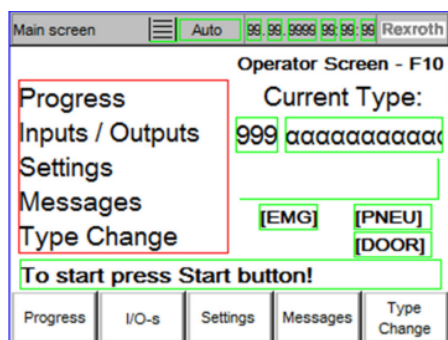 Main screen Auto 99. 99. 9999 99: 99: 99 Rexroth
Operator Screen - F10
Progress
Inputs / Outputs
Settings
Messages
Type Change
Current Type:
999 ααααααααααα
[EMG] [PNEU]
[DOOR]
To start press Start button!
Progress I/O-s Settings Messages Type Change